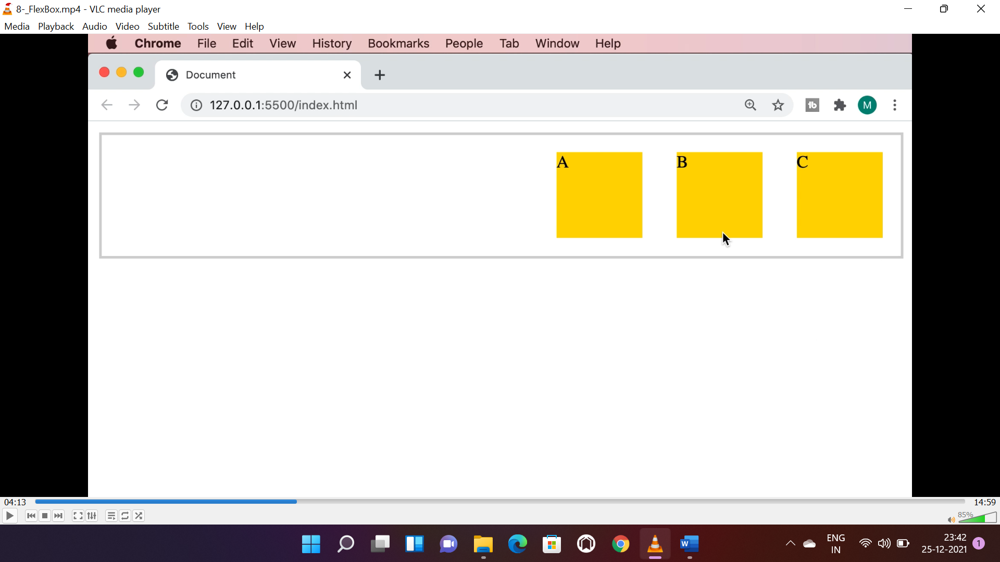 8-_FlexBox.mp4 - VLC media player
Media Playback Audio Video Subtitle Tools View Help
Chrome File Edit View History Bookmarks People Tab Window Help
Document
127.0.0.1:5500/index.html
tb
M
A B C
04:13
14:59
85%
W
ENG
IN
23:42
25-12-2021
1